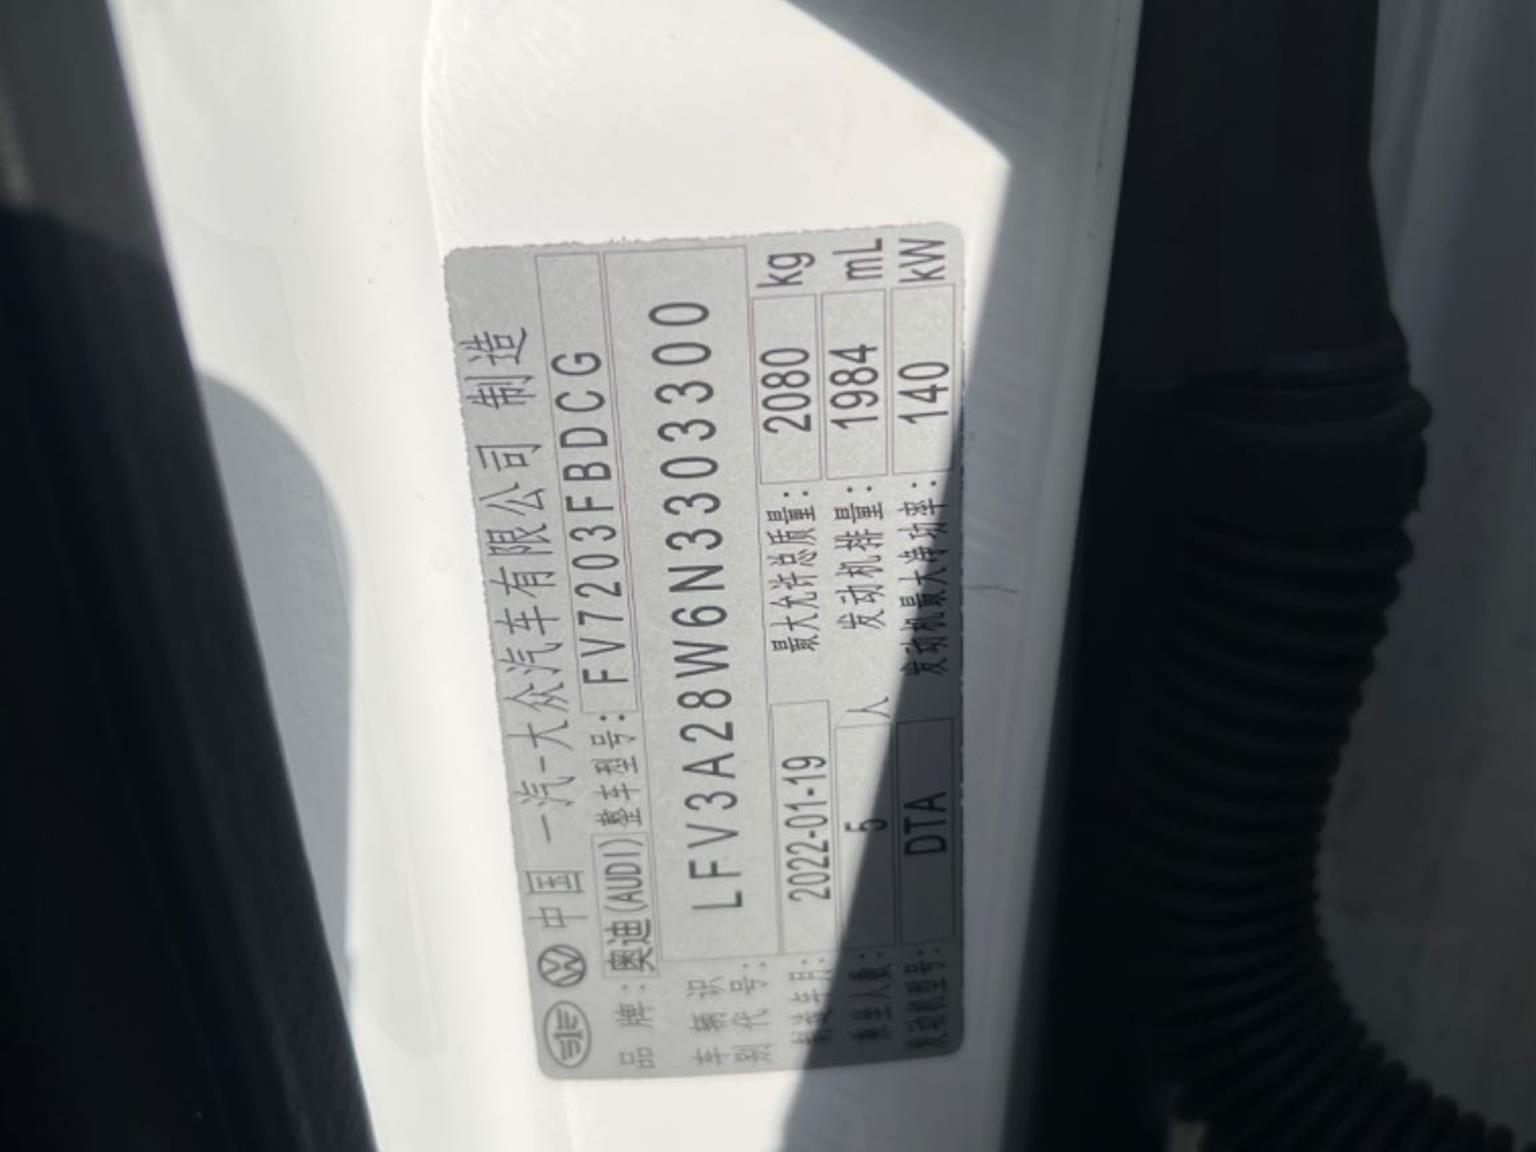 中国 一汽-大众汽车有限公司 制造
品牌: 奥迪(AUDI) 整车型号: FV7203FBDCG
车辆识别代号: LFV3A28W6N3303300
制造年月: 2022-01-19 最大允许总质量: 2080 kg
乘坐人数: 5 人 发动机排量: 1984 mL
发动机型号: DTA 发动机最大净功率: 140 kW